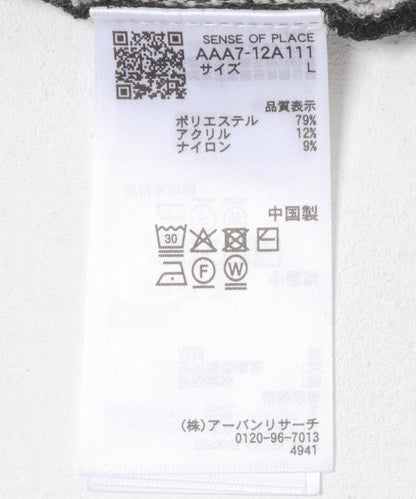 SENSE OF PLACE
AAA7-12A111
サイズ L
品質表示
ポリエステル 79%
アクリル 12%
ナイロン 9%
中国製
30
F W
(株)アーバンリサーチ
0120-96-7013
4941